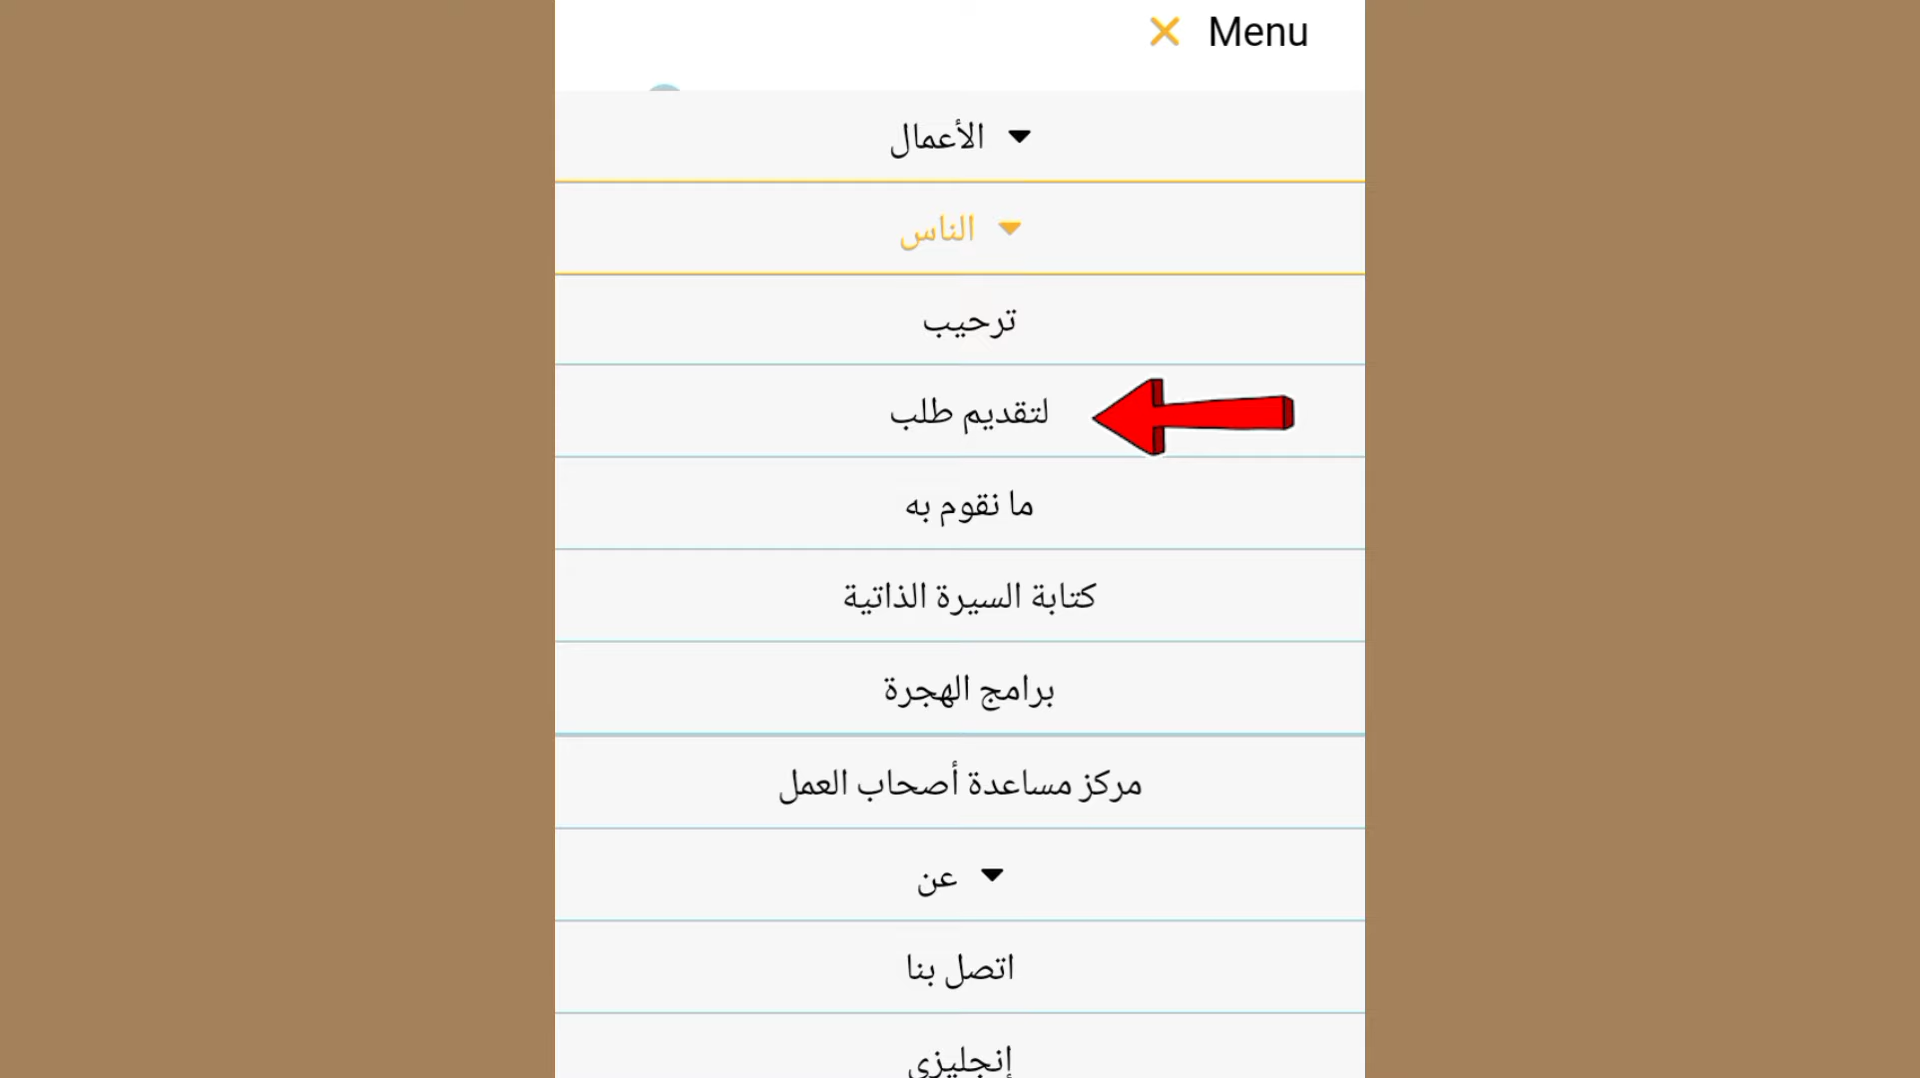 Menu
الأعمال
الناس
ترحيب
لتقديم طلب
ما نقوم به
كتابة السيرة الذاتية
برامج الهجرة
مركز مساعدة أصحاب العمل
عن
اتصل بنا
إنجليزي